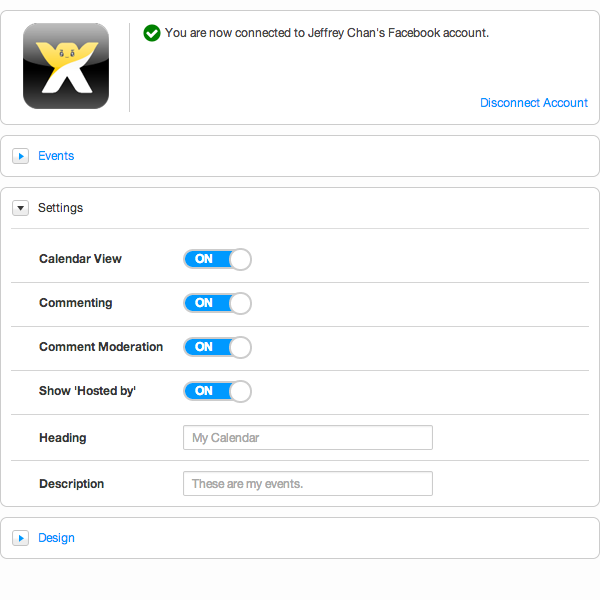 You are now connected to Jeffrey Chan's Facebook account.
Disconnect Account
Events
Settings
Calendar View ON
Commenting ON
Comment Moderation ON
Show 'Hosted by' ON
Heading My Calendar
Description These are my events.
Design